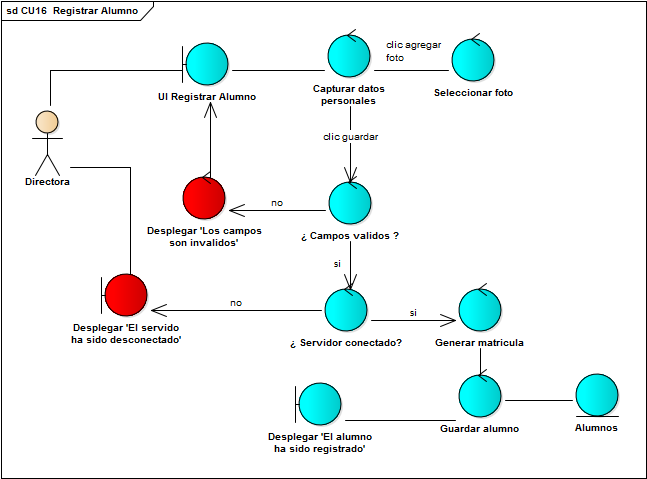 sd CU16 Registrar Alumno
clic agregar
foto
UI Registrar Alumno
Capturar datos
personales
Seleccionar foto
clic guardar
Directora
no
Desplegar 'Los campos
son invalidos'
¿ Campos validos ?
si
no
si
Desplegar 'El servido
ha sido desconectado'
¿ Servidor conectado?
Generar matricula
Desplegar 'El alumno
ha sido registrado'
Guardar alumno
Alumnos